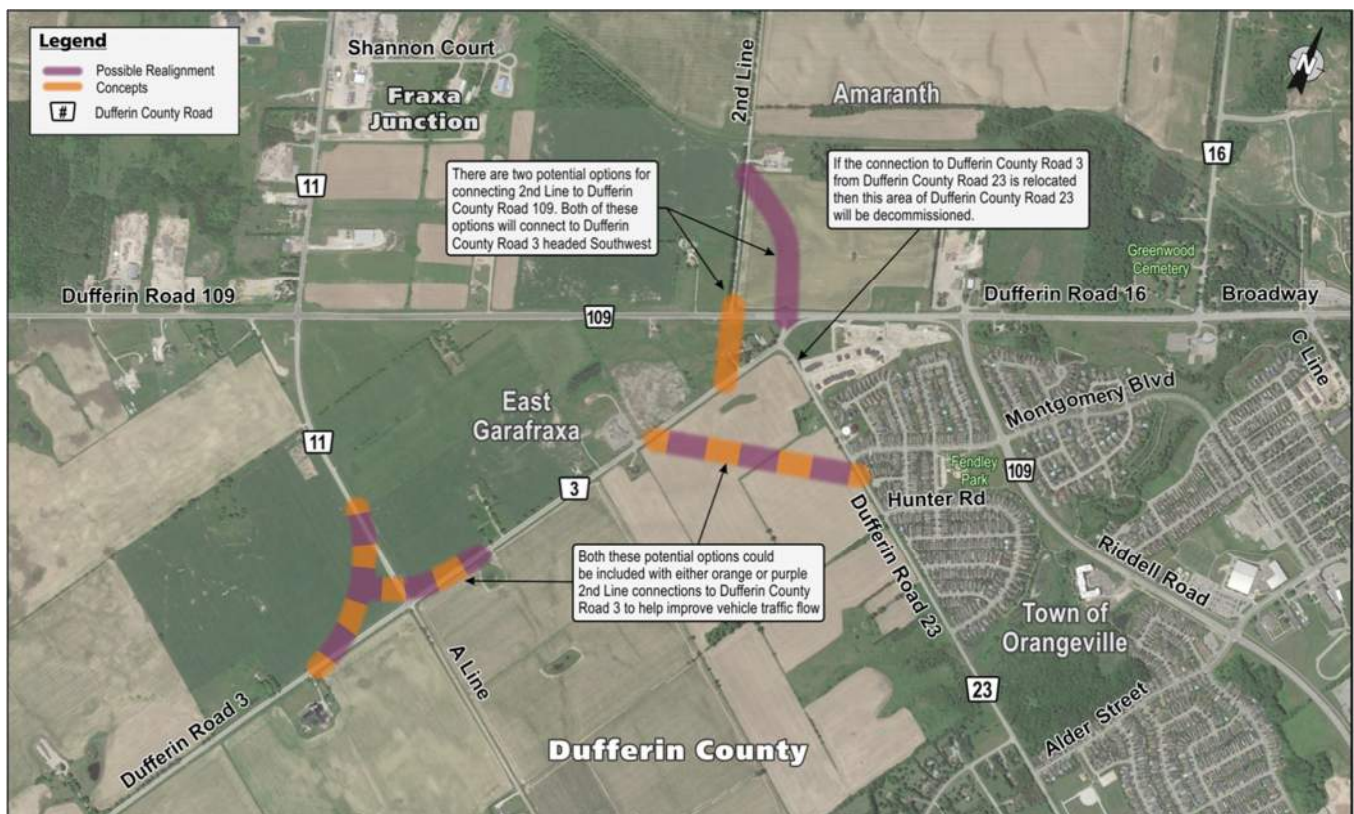 Legend
Possible Realignment
Concepts
# Dufferin County Road
Shannon Court
Fraxa
Junction
2nd Line
Amaranth
N
16
11
There are two potential options for
connecting 2nd Line to Dufferin
County Road 109. Both of these
options will connect to Dufferin
County Road 3 headed Southwest
If the connection to Dufferin County Road 3
from Dufferin County Road 23 is relocated
then this area of Dufferin County Road 23
will be decommissioned.
Greenwood
Cemetery
Dufferin Road 109
109
Dufferin Road 16
Broadway
C Line
East
Garafraxa
Montgomery Blvd
11
3
Fendley
Park
109
Hunter Rd
Dufferin Road 23
Riddell Road
Both these potential options could
be included with either orange or purple
2nd Line connections to Dufferin County
Road 3 to help improve vehicle traffic flow
Town of
Orangeville
A Line
23
Alder Street
Dufferin Road 3
Dufferin County